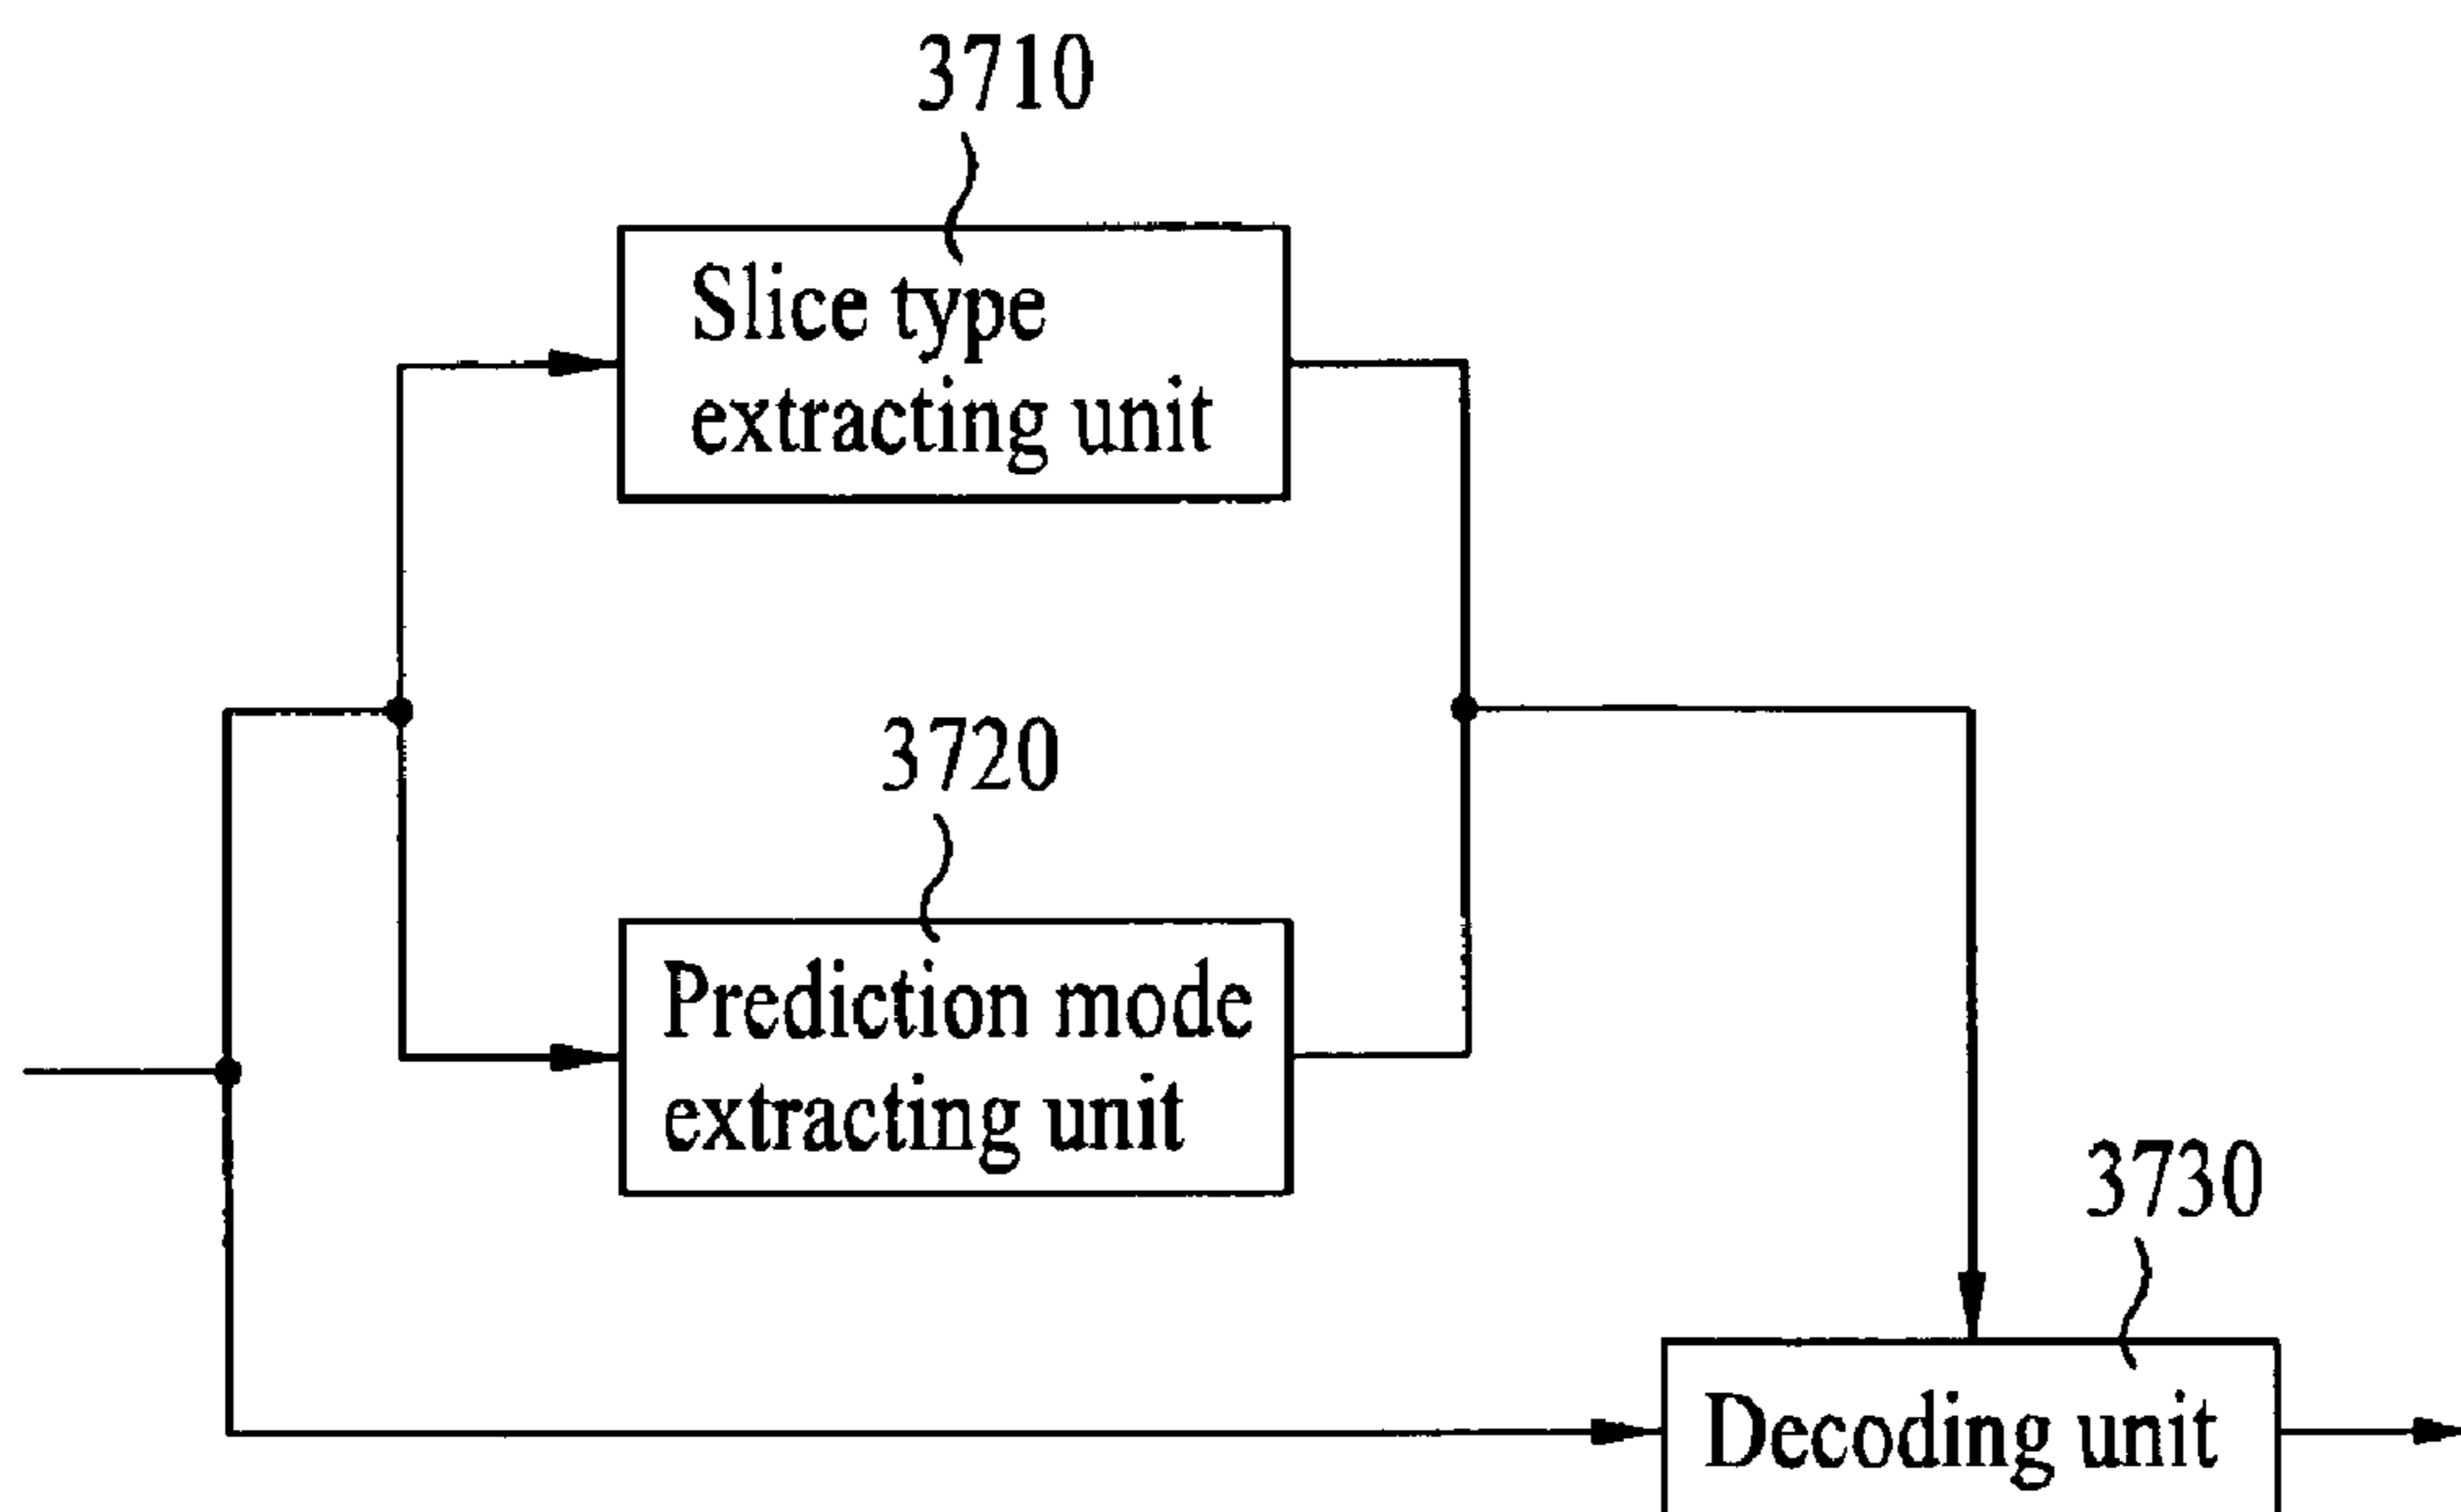 3710
Slice type
extracting unit
3720
Prediction mode
extracting unit
3730
Decoding unit